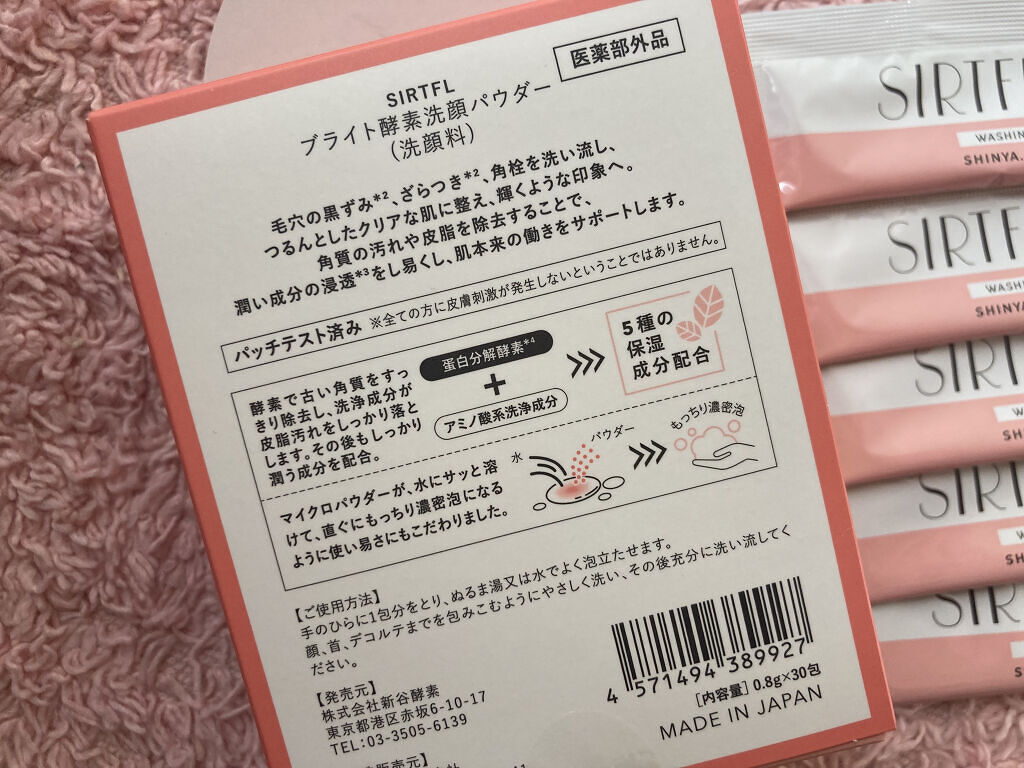 医薬部外品
SIRTFL
ブライト酵素洗顔パウダー
(洗顔料)
毛穴の黒ずみ*2、ざらつき*2、角栓を洗い流し、
つるんとしたクリアな肌に整え、輝くような印象へ。
角質の汚れや皮脂を除去することで、
潤い成分の浸透*3をし易くし、肌本来の働きをサポートします。
パッチテスト済み ※全ての方に皮膚刺激が発生しないということではありません。
酵素で古い角質をすっ
きり除去し、洗浄成分が
皮脂汚れをしっかり落と
します。その後もしっかり
潤う成分を配合。
蛋白分解酵素*4
+
アミノ酸系洗浄成分
5種の
保湿
成分配合
マイクロパウダーが、水にサッと溶
けて、直ぐにもっちり濃密泡になる
ように使い易さにもこだわりました。
水
パウダー
もっちり濃密泡
【ご使用方法】
手のひらに1包分をとり、ぬるま湯又は水でよく泡立たせます。
顔、首、デコルテまでを包みこむようにやさしく洗い、その後充分に洗い流してく
ださい。
【発売元】
株式会社新谷酵素
東京都港区赤坂6-10-17
TEL:03-3505-6139
4 571494 389927
[内容量] 0.8g×30包
MADE IN JAPAN
SIRTFL
WASHIN
SHINYA.
SIRTF
WASHI
SHINYA
SIRT
W
SH
SIRT
W
SH
SIRT
S